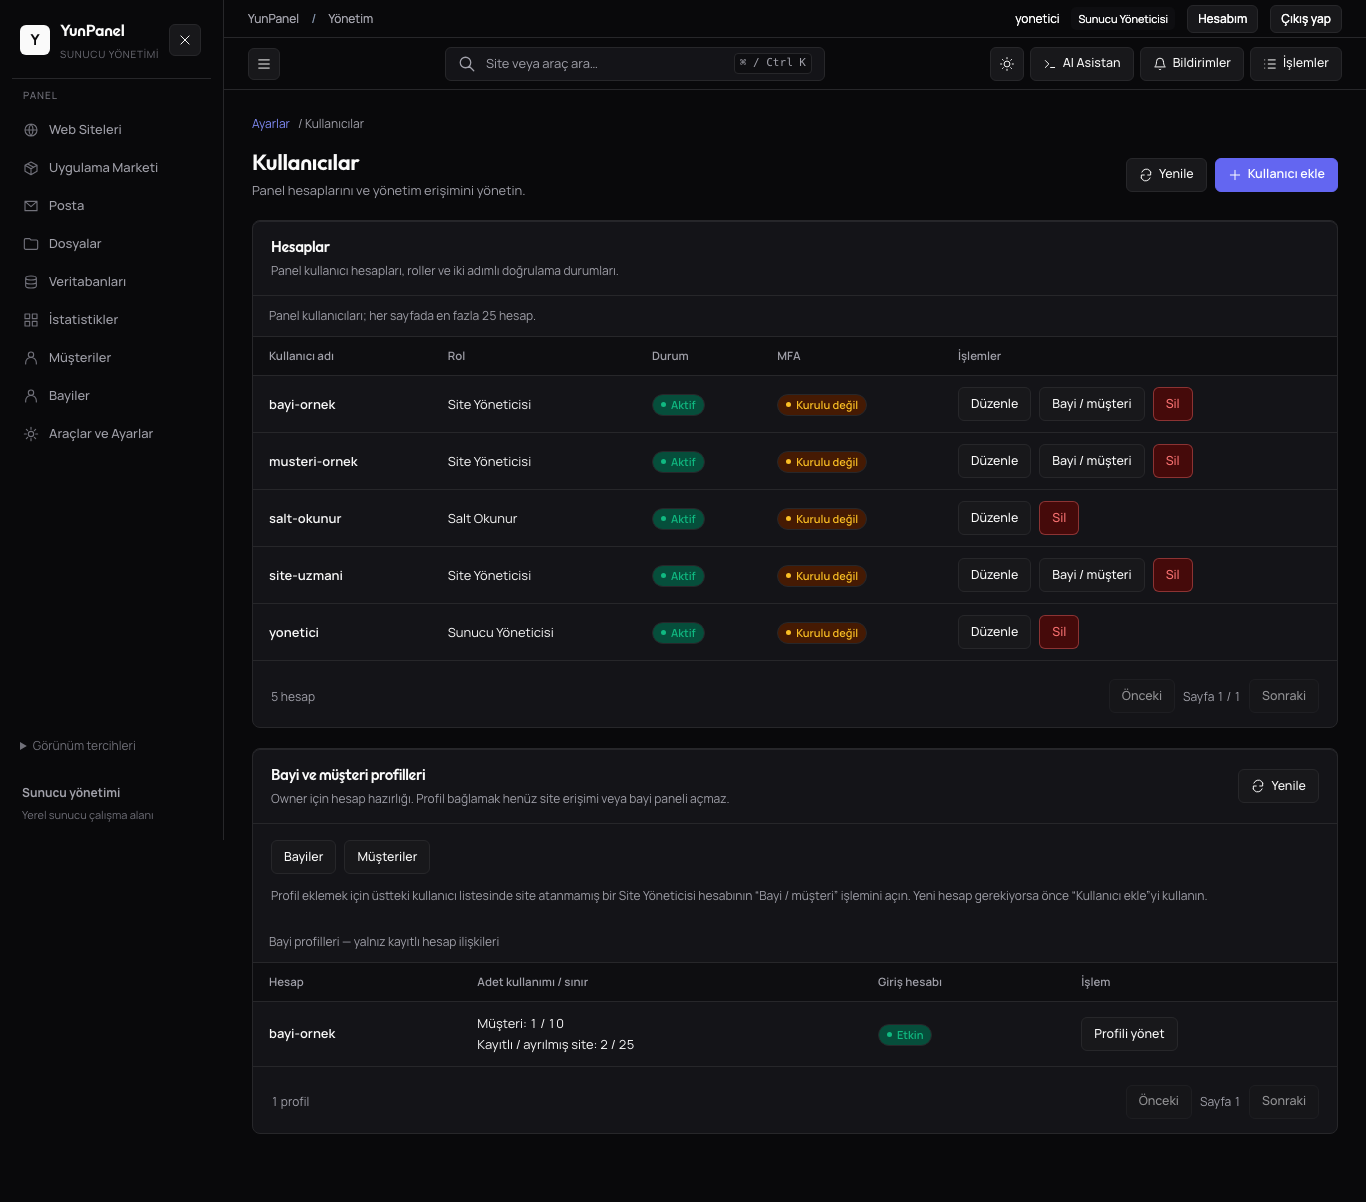 Y
YunPanel
SUNUCU YÖNETİMİ
PANEL
Web Siteleri
Uygulama Marketi
Posta
Dosyalar
Veritabanları
İstatistikler
Müşteriler
Bayiler
Araçlar ve Ayarlar
Görünüm tercihleri
Sunucu yönetimi
Yerel sunucu çalışma alanı
YunPanel / Yönetim
yonetici Sunucu Yöneticisi Hesabım Çıkış yap
Site veya araç ara... ⌘ / Ctrl K
AI Asistan Bildirimler İşlemler
Ayarlar / Kullanıcılar
Kullanıcılar
Panel hesaplarını ve yönetim erişimini yönetin.
Yenile Kullanıcı ekle
Hesaplar
Panel kullanıcı hesapları, roller ve iki adımlı doğrulama durumları.
Panel kullanıcıları; her sayfada en fazla 25 hesap.
Kullanıcı adı Rol Durum MFA İşlemler
bayi-ornek Site Yöneticisi Aktif Kurulu değil Düzenle Bayi / müşteri Sil
musteri-ornek Site Yöneticisi Aktif Kurulu değil Düzenle Bayi / müşteri Sil
salt-okunur Salt Okunur Aktif Kurulu değil Düzenle Sil
site-uzmani Site Yöneticisi Aktif Kurulu değil Düzenle Bayi / müşteri Sil
yonetici Sunucu Yöneticisi Aktif Kurulu değil Düzenle Sil
5 hesap Önceki Sayfa 1 / 1 Sonraki
Bayi ve müşteri profilleri
Owner için hesap hazırlığı. Profil bağlamak henüz site erişimi veya bayi paneli açmaz.
Yenile
Bayiler Müşteriler
Profil eklemek için üstteki kullanıcı listesinde site atanmamış bir Site Yöneticisi hesabının “Bayi / müşteri” işlemini açın. Yeni hesap gerekiyorsa önce “Kullanıcı ekle”yi kullanın.
Bayi profilleri — yalnız kayıtlı hesap ilişkileri
Hesap Adet kullanımı / sınır Giriş hesabı İşlem
bayi-ornek Müşteri: 1 / 10 Etkin Profili yönet
Kayıtlı / ayrılmış site: 2 / 25
1 profil Önceki Sayfa 1 Sonraki